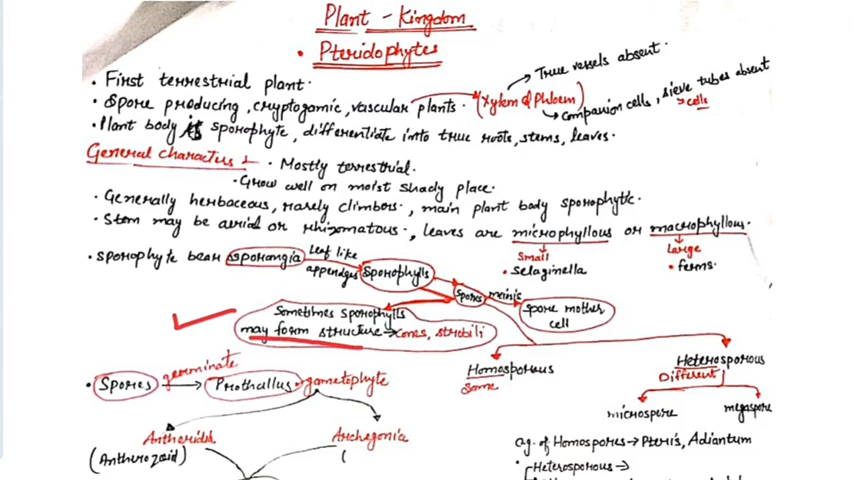 Plant - Kingdom
• Pteridophytes
• First terrestrial plant.
• Spore producing, cryptogamic, vascular plants. → (Xylem & Phloem) → True vessels absent.
→ Companion cells, sieve tubes absent
→ cells
• Plant body is sporophyte, differentiate into true roots, stems, leaves.
General characters :-
• Mostly terrestrial.
• Grow well on moist shady place.
• Generally herbaceous, rarely climbers, main plant body sporophytic.
• Stem may be aerial or rhizomatous, leaves are microphyllous or macrophyllous.
Small
Large
• selaginella
• ferns.
• Sporophyte bear sporangia Leaf like appendges sporophylls → spores meiosis spore mother cell
Sometimes sporophylls
may form structure → cones, strobili
Homosporous
Same
Heterosporous
Different
microspore
megaspore
• Spores germinate → Prothallus - gametophyte
Antheridia
(Antherozoid)
Archegonia
(
eg. of Homospores → Pteris, Adiantum
• Heterosporous →